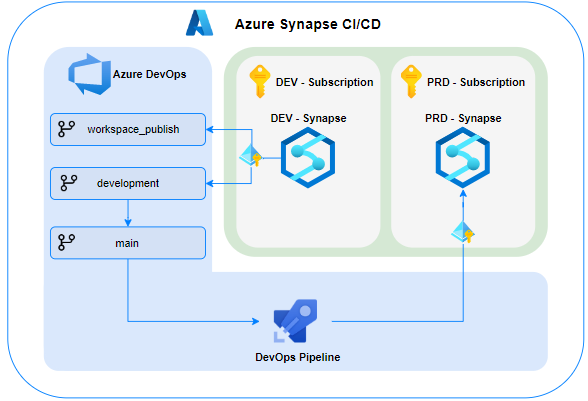 Azure Synapse CI/CD
Azure DevOps
workspace_publish
development
main
DEV - Subscription
DEV - Synapse
PRD - Subscription
PRD - Synapse
DevOps Pipeline